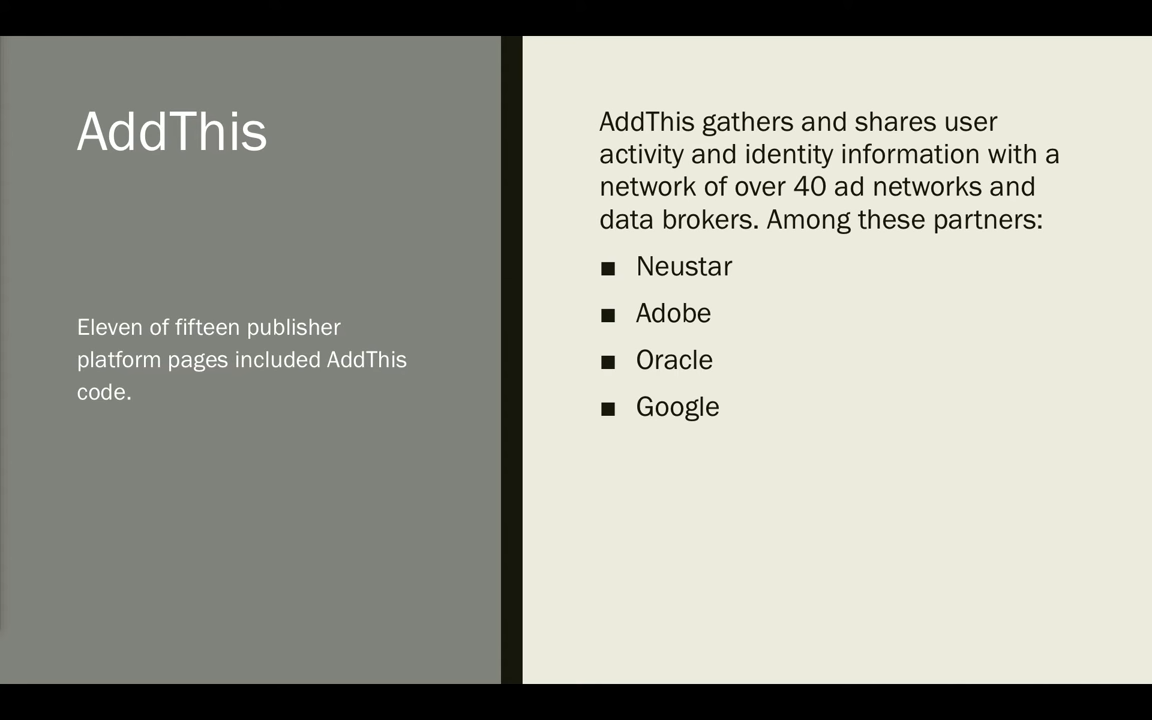 AddThis
Eleven of fifteen publisher
platform pages included AddThis
code.
AddThis gathers and shares user
activity and identity information with a
network of over 40 ad networks and
data brokers. Among these partners:
■ Neustar
■ Adobe
■ Oracle
■ Google